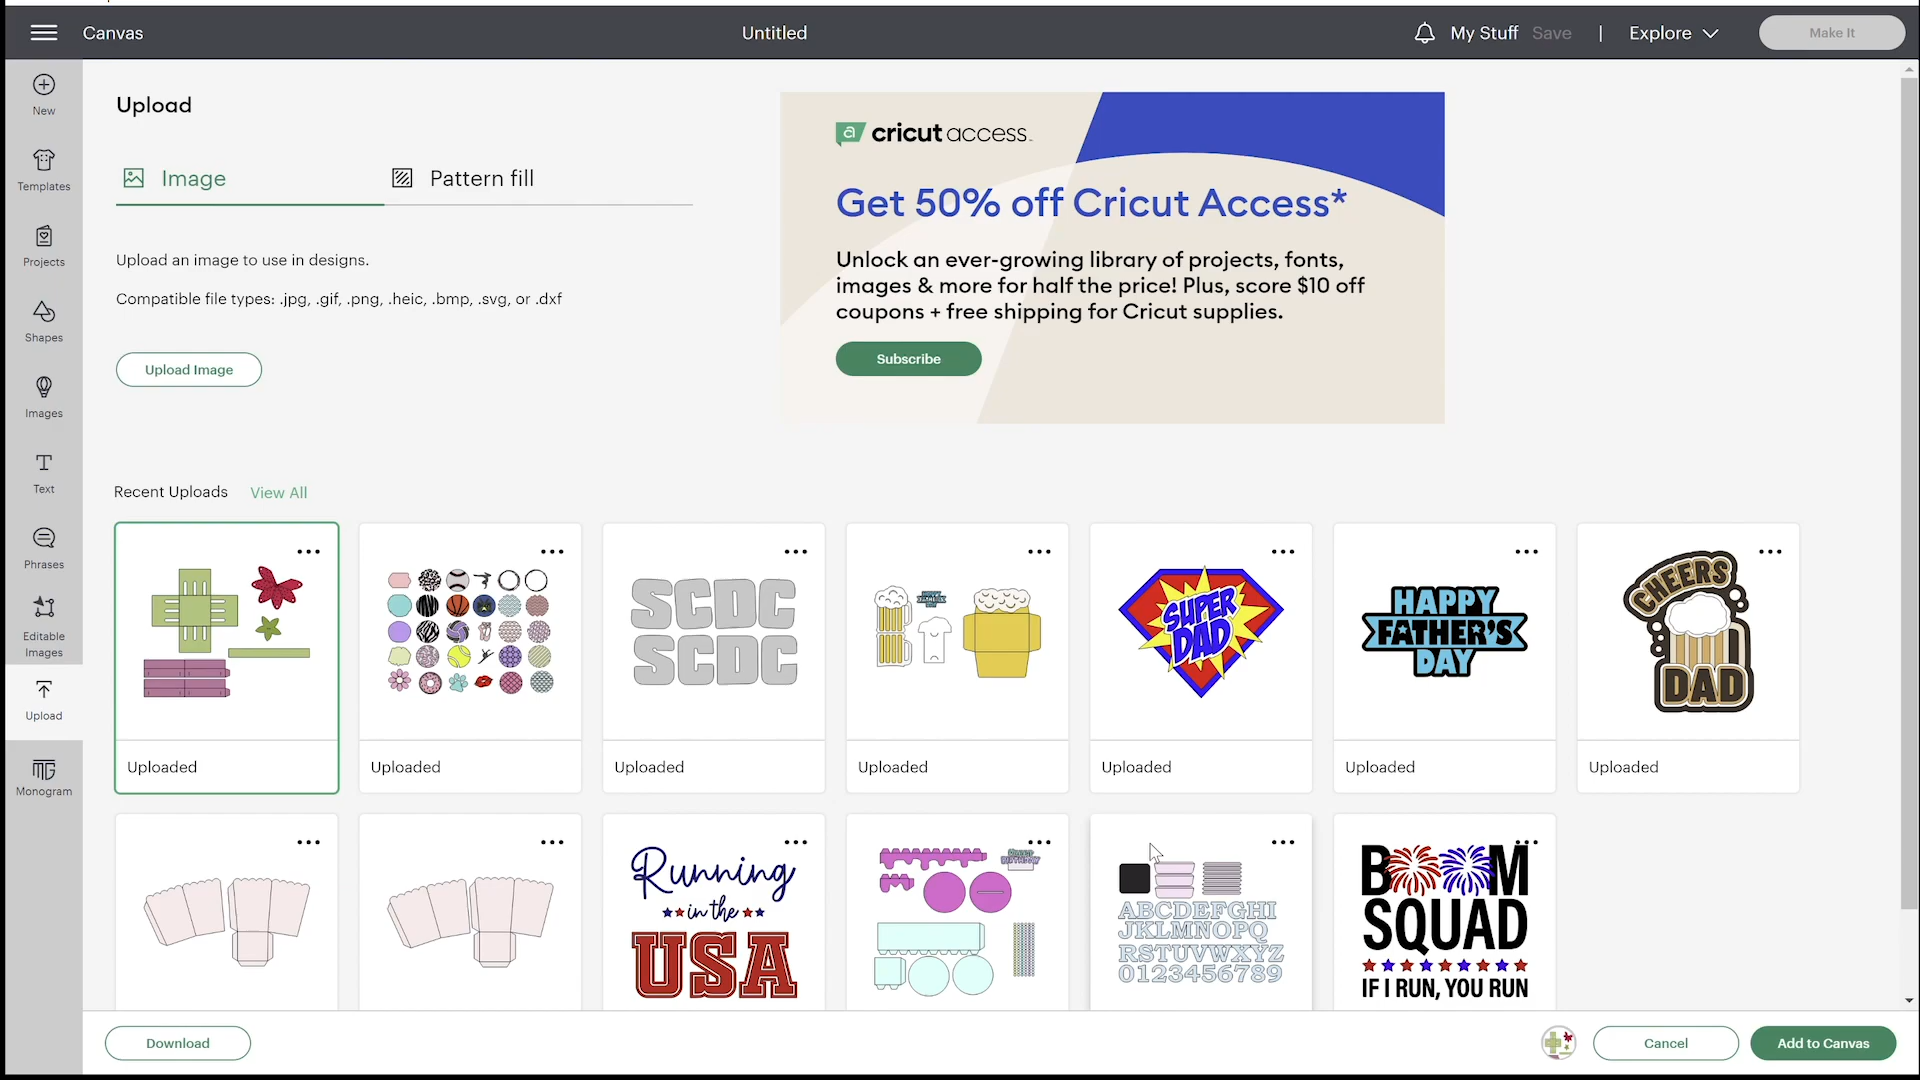 Canvas
Untitled
My Stuff
Save
|
Explore
Make It
New
Templates
Projects
Shapes
Images
Text
Phrases
Editable
Images
Upload
Monogram
Upload
Image
Pattern fill
Upload an image to use in designs.
Compatible file types: .jpg, .gif, .png, .heic, .bmp, .svg, or .dxf
Upload Image
a cricut access
Get 50% off Cricut Access*
Unlock an ever-growing library of projects, fonts,
images & more for half the price! Plus, score $10 off
coupons + free shipping for Cricut supplies.
Subscribe
Recent Uploads
View All
SCDC
SCDC
HAPPY
FATHER'S
DAY
SUPER
DAD
HAPPY
FATHER'S
DAY
CHEERS
DAD
Uploaded
Uploaded
Uploaded
Uploaded
Uploaded
Uploaded
Uploaded
Running
in the
USA
HAPPY
BIRTHDAY
ABCDEFGHI
JKLMNOPQ
RSTUVWXYZ
0123456789
BOOM
SQUAD
IF I RUN, YOU RUN
Download
Cancel
Add to Canvas